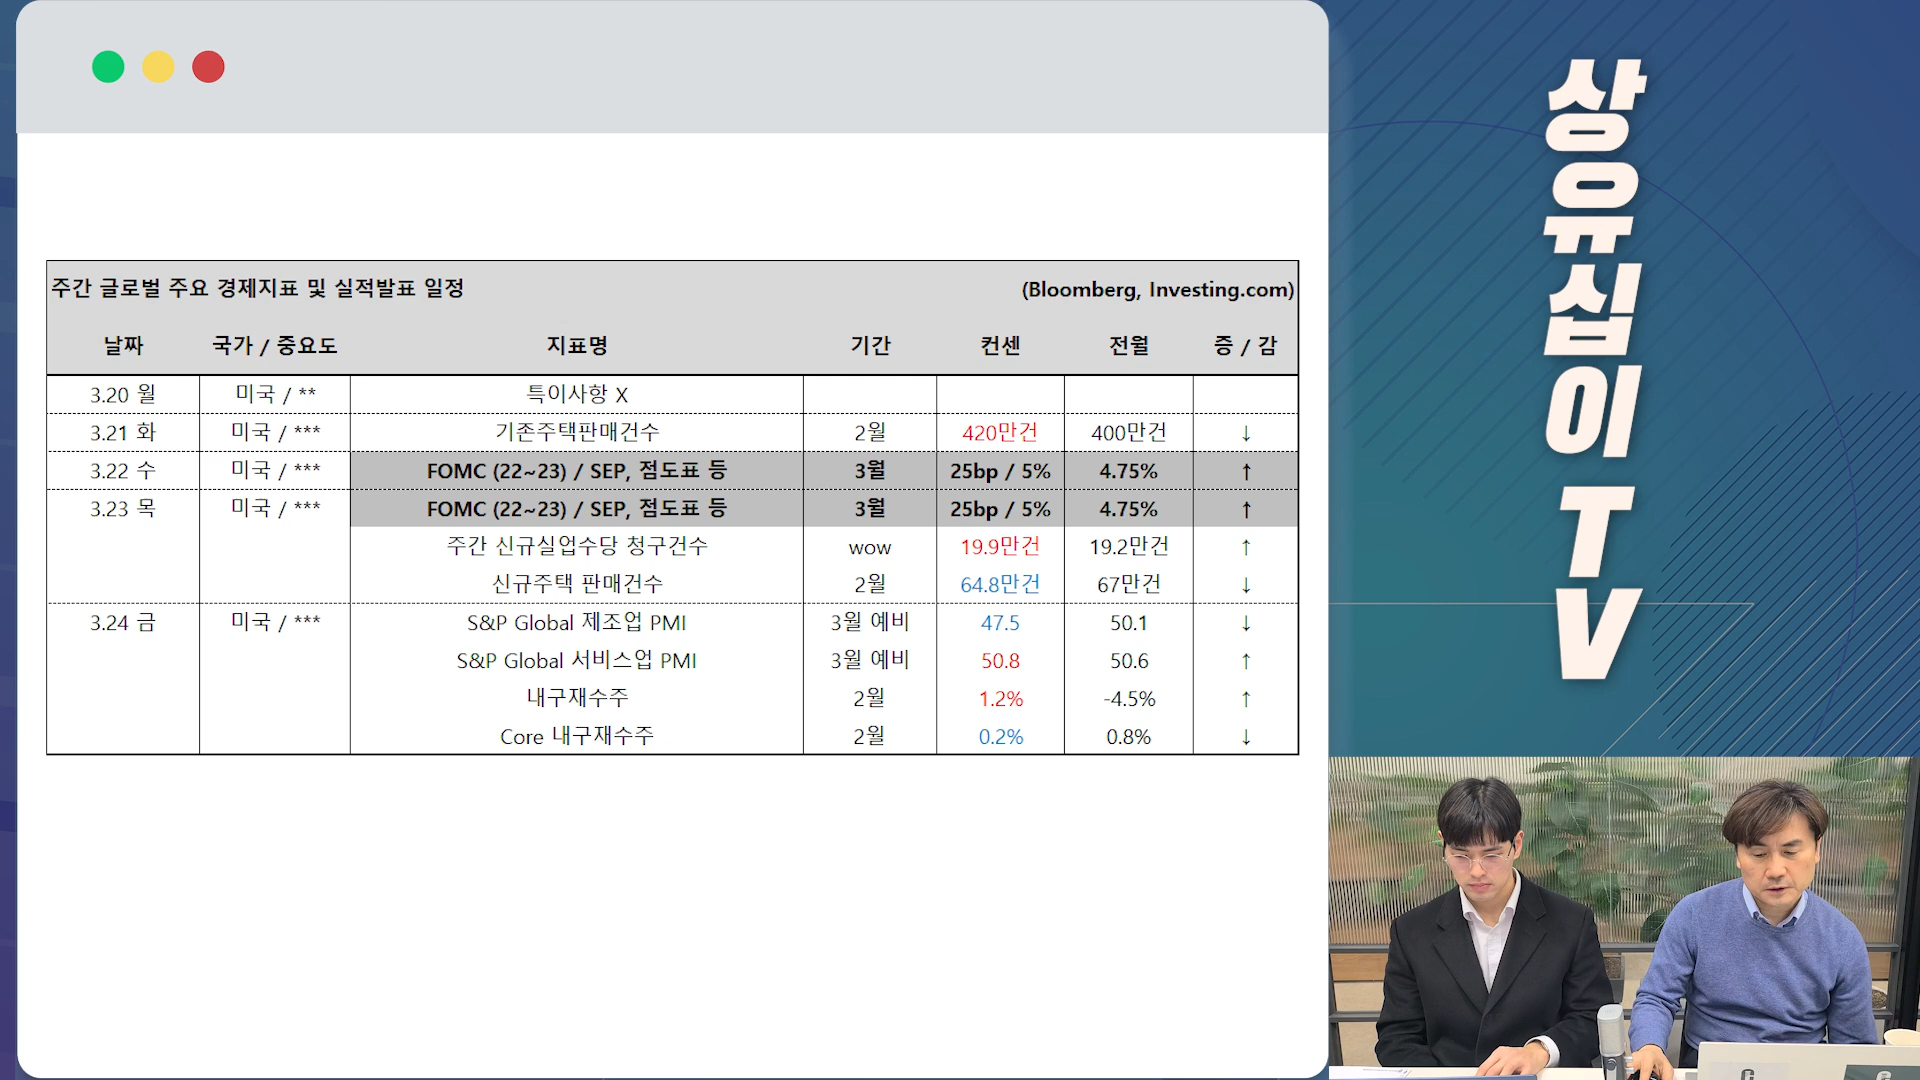 주간 글로벌 주요 경제지표 및 실적발표 일정 (Bloomberg, Investing.com)
날짜 국가 / 중요도 지표명 기간 컨센 전월 증 / 감
3.20 월 미국 / ** 특이사항 X
3.21 화 미국 / *** 기존주택판매건수 2월 420만건 400만건 ↓
3.22 수 미국 / *** FOMC (22~23) / SEP, 점도표 등 3월 25bp / 5% 4.75% ↑
3.23 목 미국 / *** FOMC (22~23) / SEP, 점도표 등 3월 25bp / 5% 4.75% ↑
주간 신규실업수당 청구건수 wow 19.9만건 19.2만건 ↑
신규주택 판매건수 2월 64.8만건 67만건 ↓
3.24 금 미국 / *** S&P Global 제조업 PMI 3월 예비 47.5 50.1 ↓
S&P Global 서비스업 PMI 3월 예비 50.8 50.6 ↑
내구재수주 2월 1.2% -4.5% ↑
Core 내구재수주 2월 0.2% 0.8% ↓
상유십이 TV